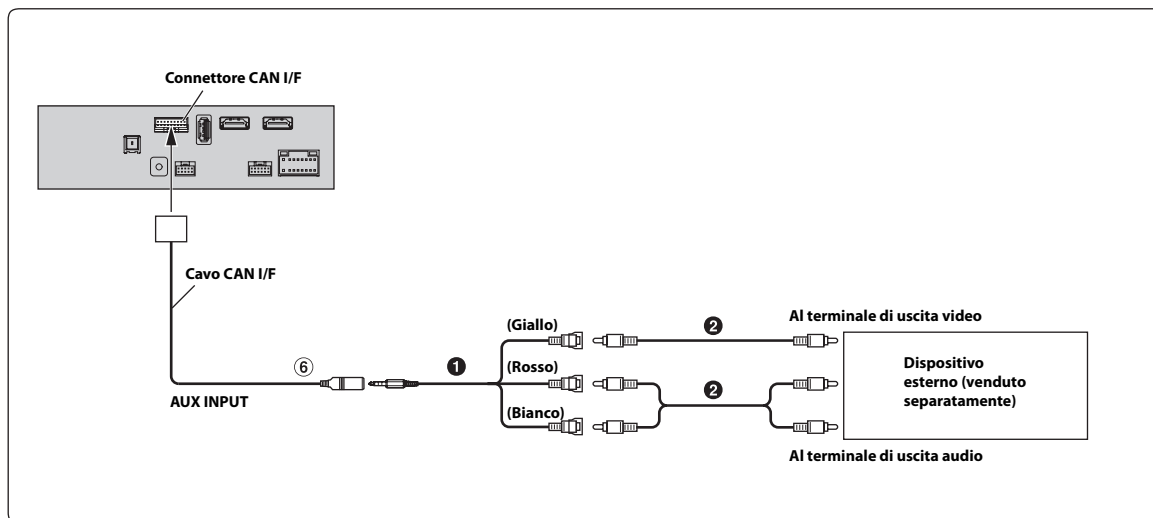 Connettore CAN I/F
Cavo CAN I/F
AUX INPUT
⑥
❶
(Giallo)
(Rosso)
(Bianco)
❷
❷
Al terminale di uscita video
Dispositivo
esterno (venduto
separatamente)
Al terminale di uscita audio